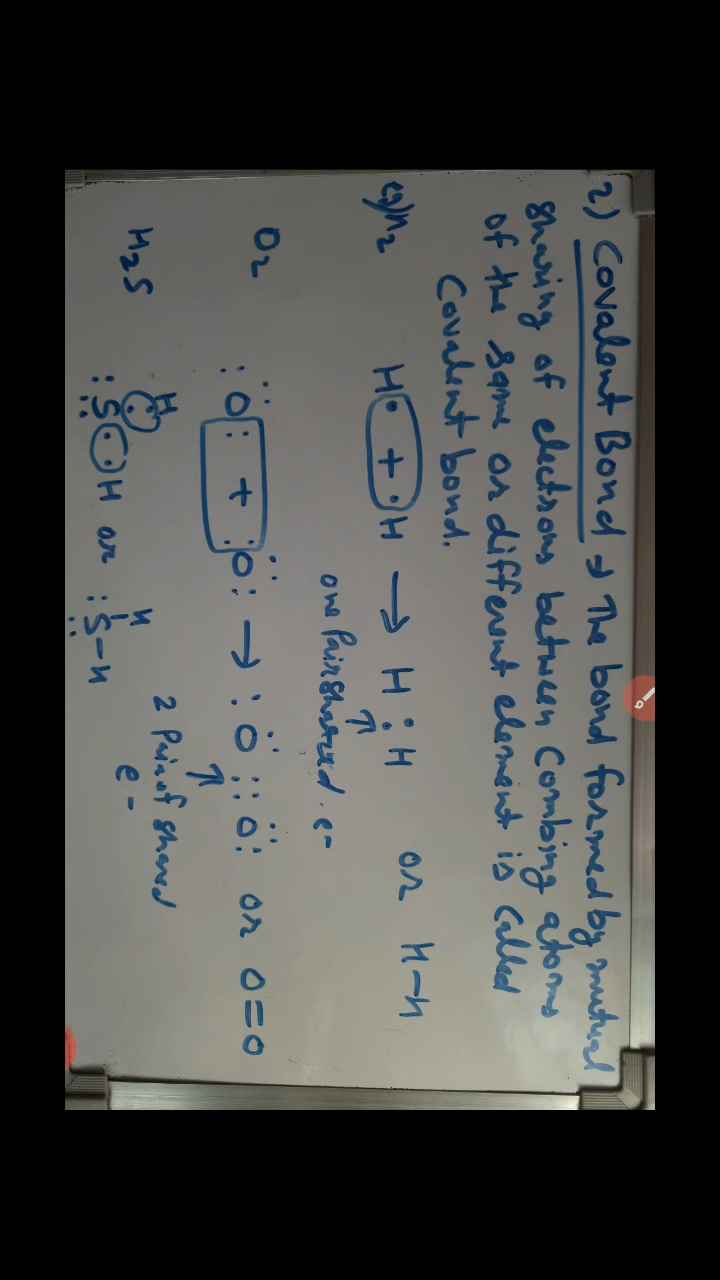 2) Covalent Bond → The bond formed by mutual
sharing of electrons between Combing atoms
of the same or different element is called
Covalent bond.
eg) H2 H• + •H → H : H or H-H
↑
one Pair shared e-
O2 :Ö: + :Ö: → :Ö::Ö: or O=O
↑
2 Pair of shared
e-
H2S H
:S̤:H or :S̤-H
H